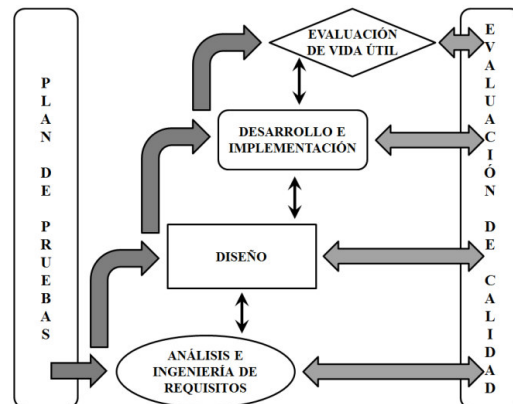 PLAN DE PRUEBAS
EVALUACIÓN
DE VIDA ÚTIL
DESARROLLO E
IMPLEMENTACIÓN
DISEÑO
ANÁLISIS E
INGENIERÍA DE
REQUISITOS
EVALUACIÓN DE CALIDAD